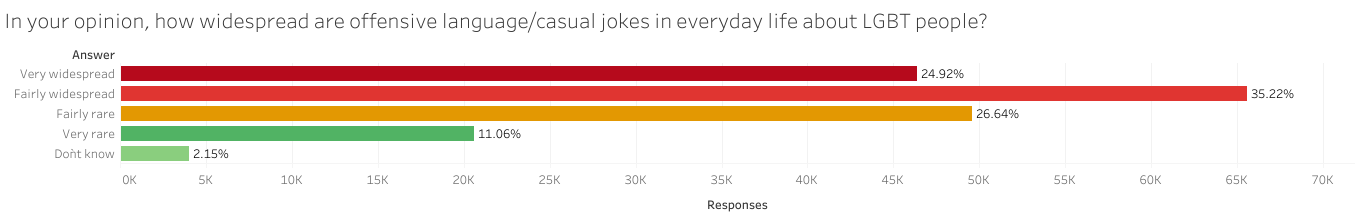 In your opinion, how widespread are offensive language/casual jokes in everyday life about LGBT people?
Answer
Very widespread 24.92%
Fairly widespread 35.22%
Fairly rare 26.64%
Very rare 11.06%
Doǹt know 2.15%
0K 5K 10K 15K 20K 25K 30K 35K 40K 45K 50K 55K 60K 65K 70K
Responses